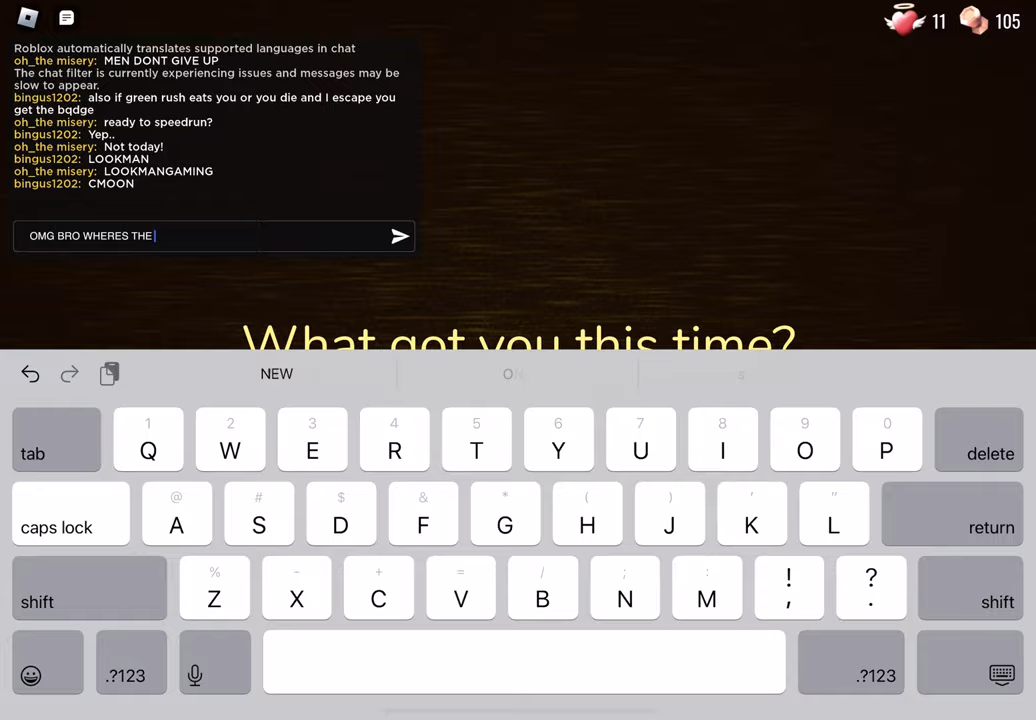 11 105
Roblox automatically translates supported languages in chat
oh_the misery: MEN DONT GIVE UP
The chat filter is currently experiencing issues and messages may be
slow to appear.
bingus1202: also if green rush eats you or you die and I escape you
get the bqdge
oh_the misery: ready to speedrun?
bingus1202: Yep..
oh_the misery: Not today!
bingus1202: LOOKMAN
oh_the misery: LOOKMANGAMING
bingus1202: CMOON
OMG BRO WHERES THE
What got you this time?
NEW ON s
1 2 3 4 5 6 7 8 9 0
tab Q W E R T Y U I O P delete
@ # $ & * ( ) ' "
caps lock A S D F G H J K L return
% - + = / ; : ! ?
shift Z X C V B N M , . shift
.?123 .?123